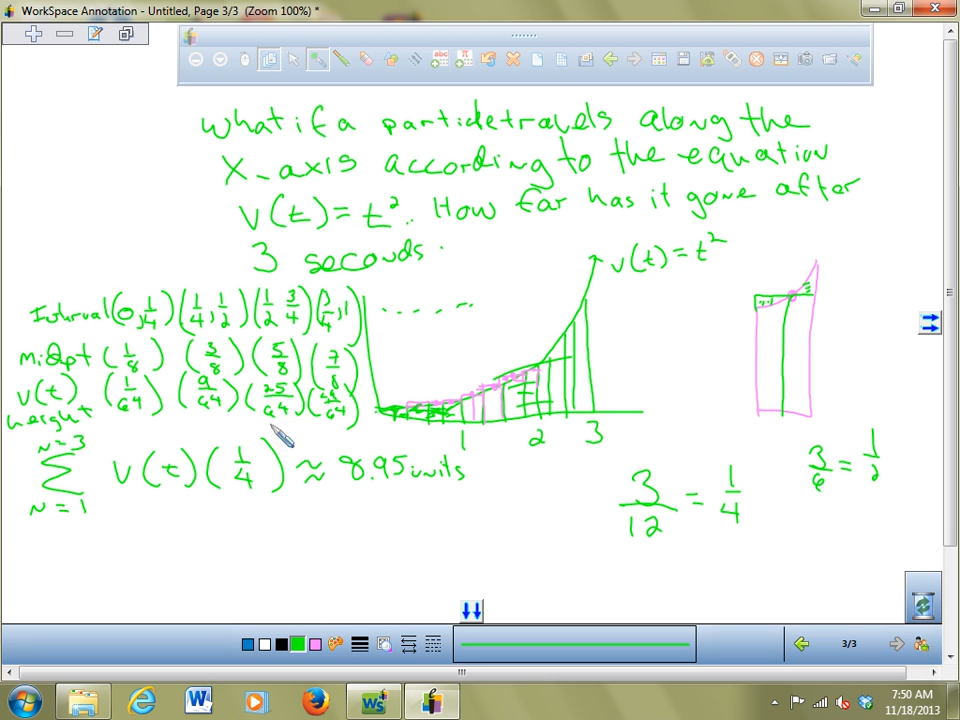 WorkSpace Annotation - Untitled, Page 3/3 (Zoom 100%) *
What if a particle travels along the
x-axis according to the equation
v(t) = t². How far has it gone after
3 seconds.
v(t) = t²
Interval (0, 1/4) (1/4, 1/2) (1/2 3/4) (3/4, 1)
Midpt (1/8) (3/8) (5/8) (7/8)
v(t) (1/64) (9/64) (25/64)
height
1 2 3
N=3
Σ v(t)(1/4) ≈ 8.95 units
N=1
3/12 = 1/4
3/6 = 1/2
3/3
7:50 AM
11/18/2013